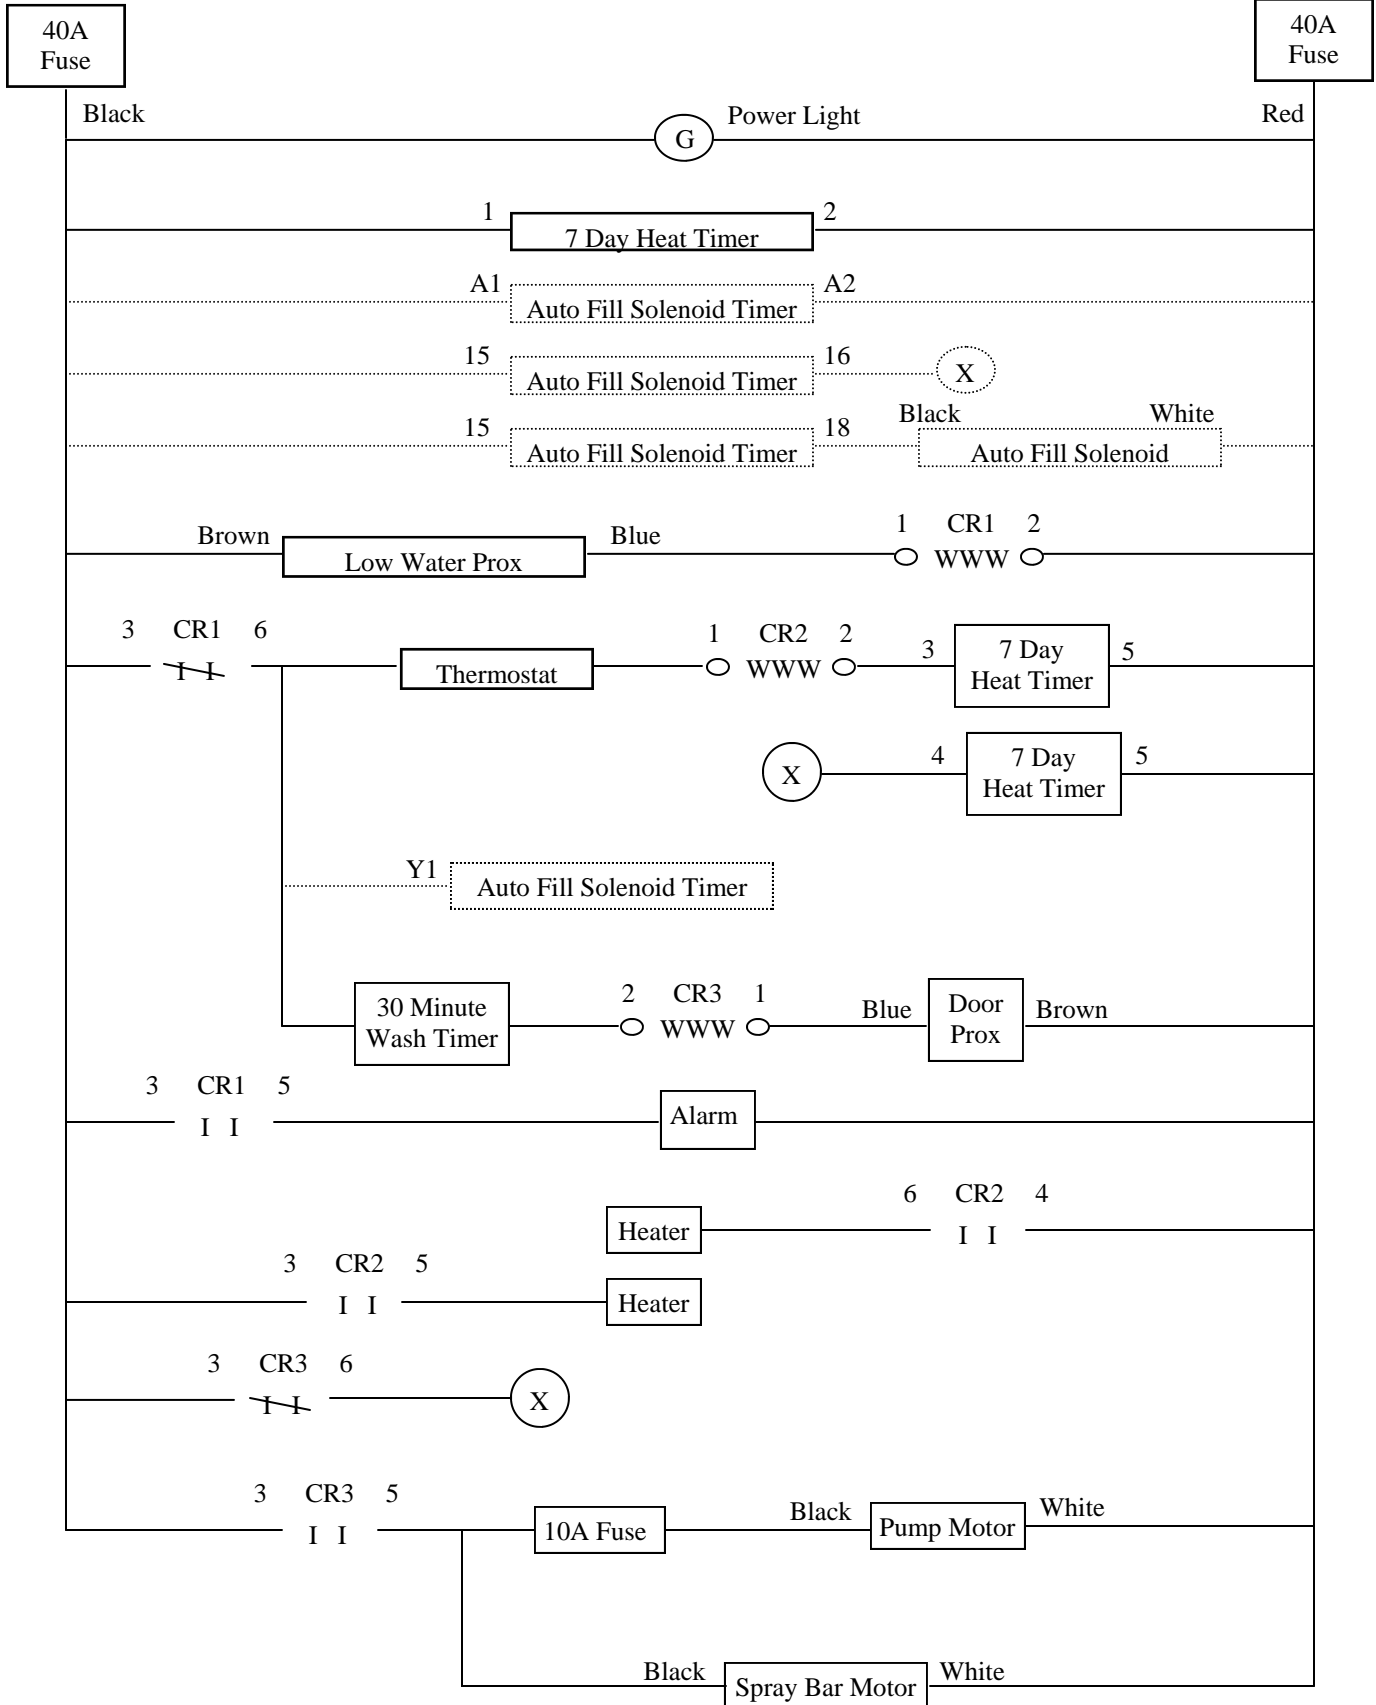 40A
Fuse
40A
Fuse
Black
Power Light
Red
G
1
2
7 Day Heat Timer
A1
A2
Auto Fill Solenoid Timer
15
16
Auto Fill Solenoid Timer
X
Black
White
15
18
Auto Fill Solenoid Timer
Auto Fill Solenoid
Brown
Blue
1 CR1 2
Low Water Prox
WWW
3 CR1 6
1 CR2 2
3
7 Day
Heat Timer
5
I I
Thermostat
WWW
X
4
7 Day
Heat Timer
5
Y1
Auto Fill Solenoid Timer
30 Minute
Wash Timer
2 CR3 1
WWW
Blue
Door
Prox
Brown
3 CR1 5
I I
Alarm
6 CR2 4
Heater
I I
3 CR2 5
I I
Heater
3 CR3 6
I I
X
3 CR3 5
I I
10A Fuse
Black
Pump Motor
White
Black
Spray Bar Motor
White